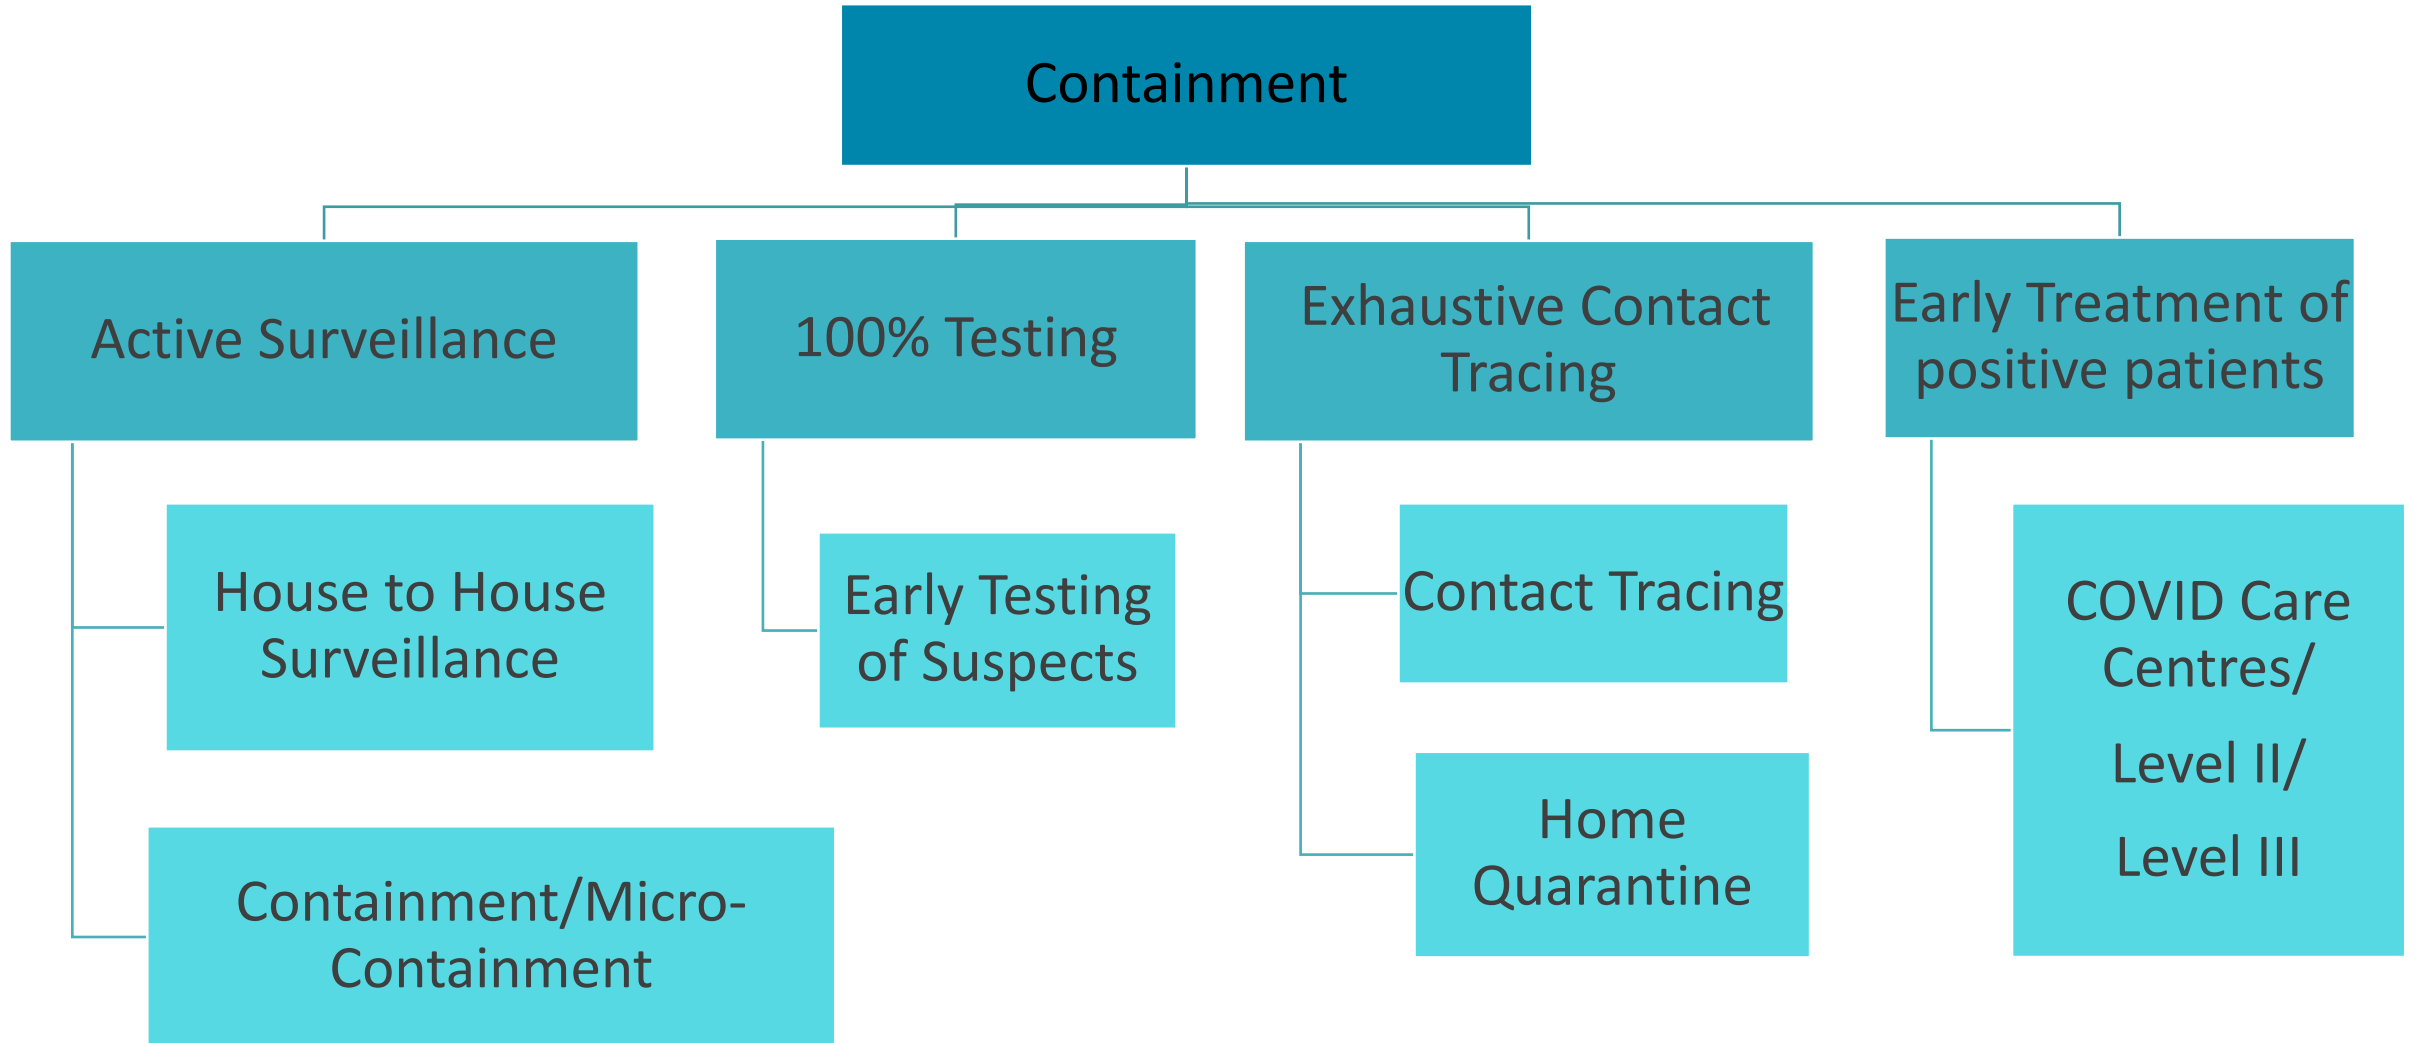 Containment
Active Surveillance
100% Testing
Exhaustive Contact
Tracing
Early Treatment of
positive patients
House to House
Surveillance
Containment/Micro-
Containment
Early Testing
of Suspects
Contact Tracing
Home
Quarantine
COVID Care
Centres/
Level II/
Level III